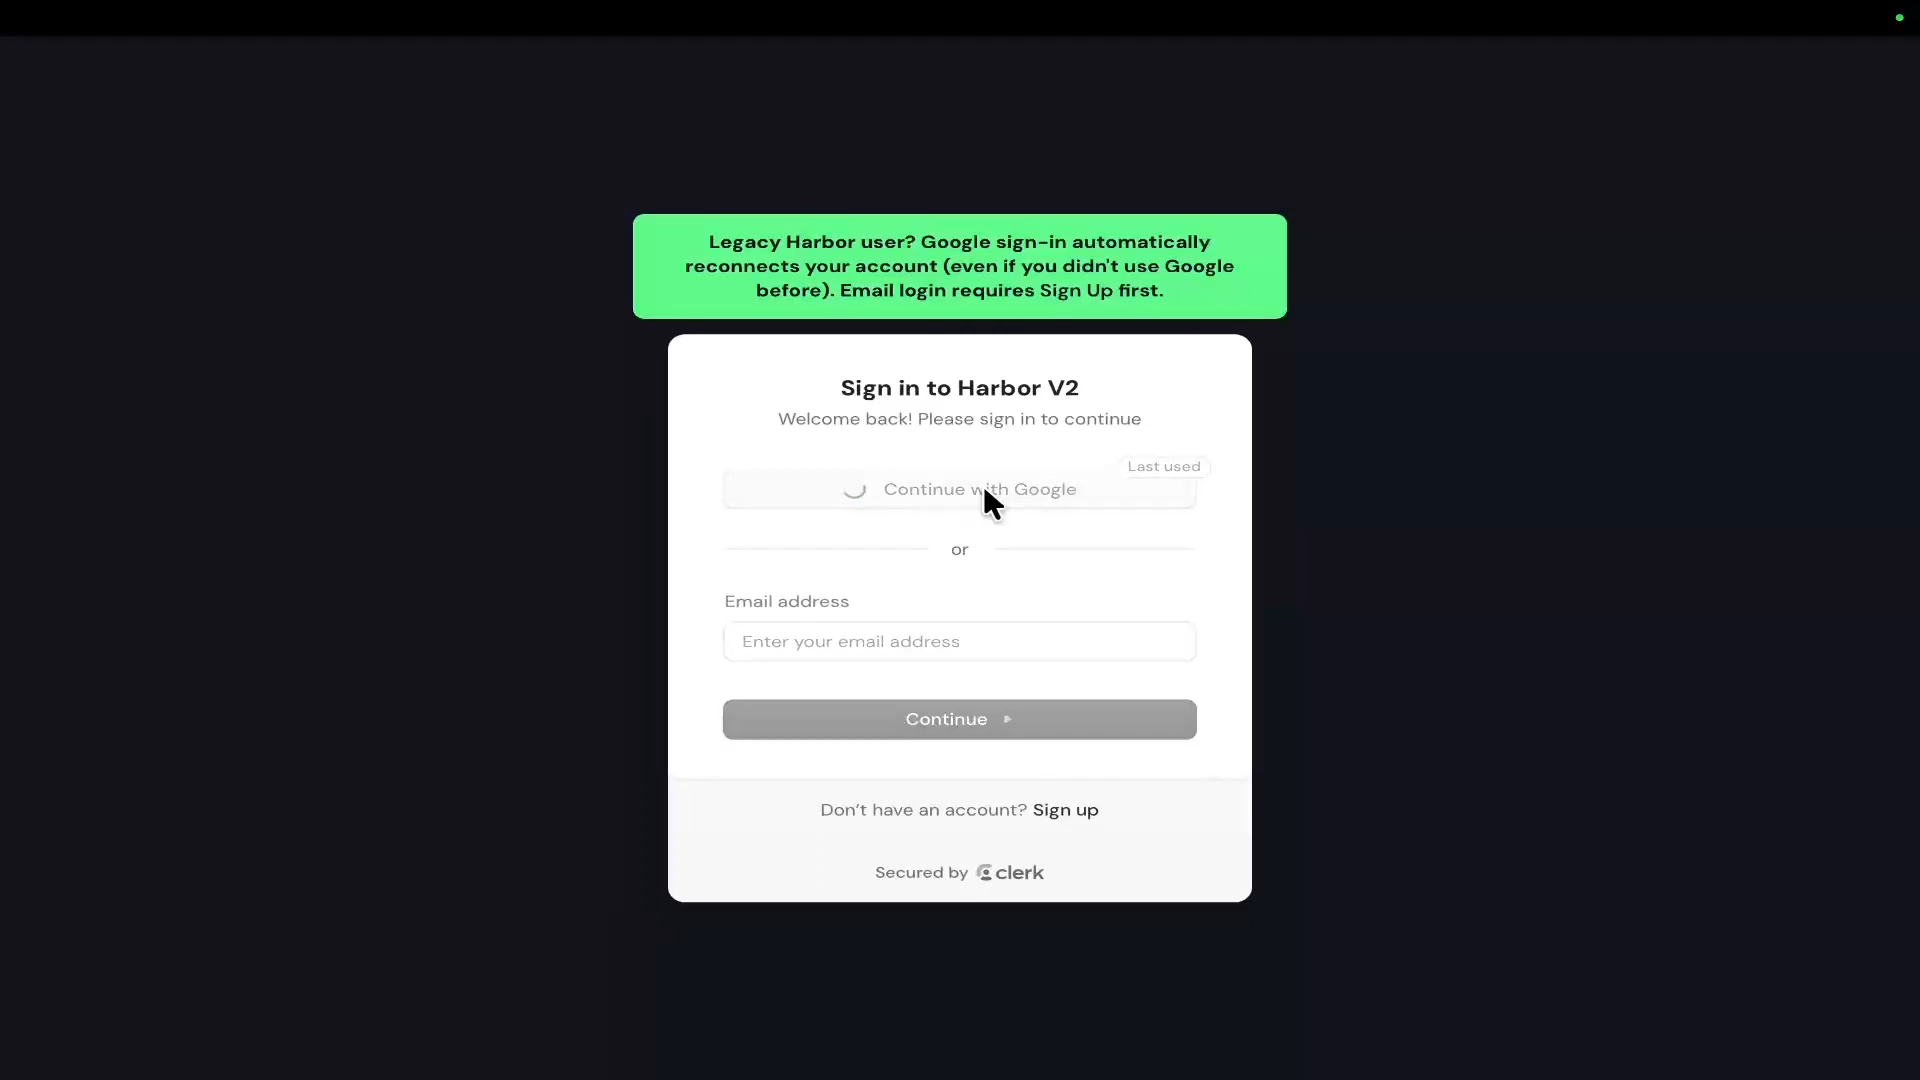 Legacy Harbor user? Google sign-in automatically
reconnects your account (even if you didn't use Google
before). Email login requires Sign Up first.
Sign in to Harbor V2
Welcome back! Please sign in to continue
Last used
Continue with Google
or
Email address
Enter your email address
Continue
Don’t have an account? Sign up
Secured by clerk